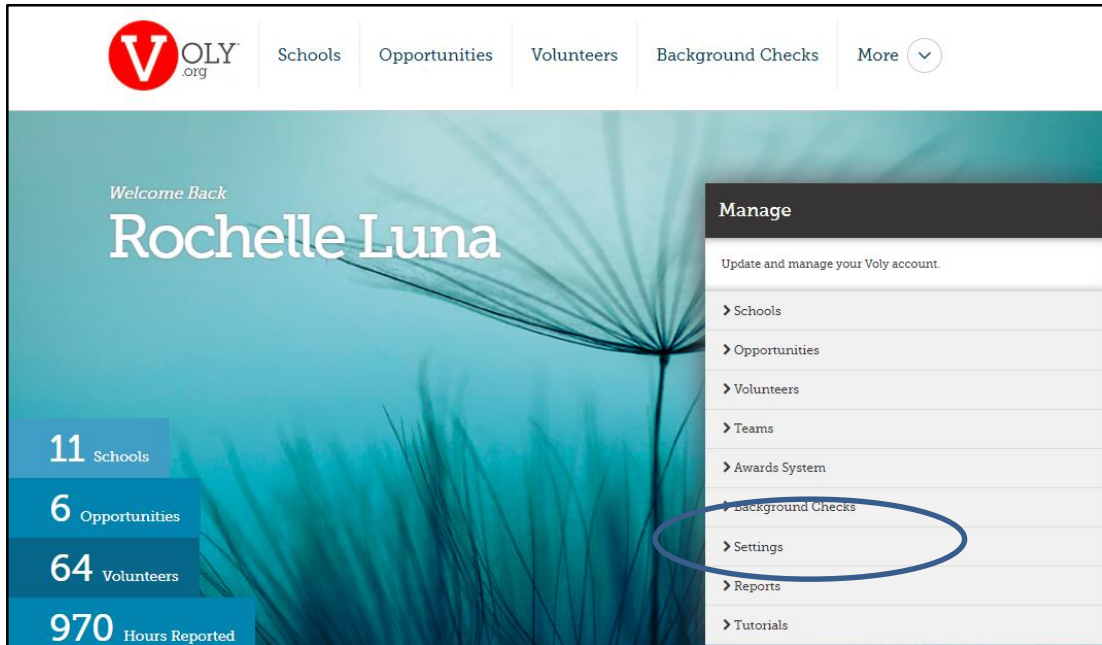 VOLY
.org
Schools
Opportunities
Volunteers
Background Checks
More
Welcome Back
Rochelle Luna
11 Schools
6 Opportunities
64 Volunteers
970 Hours Reported
Manage
Update and manage your Voly account.
Schools
Opportunities
Volunteers
Teams
Awards System
Background Checks
Settings
Reports
Tutorials